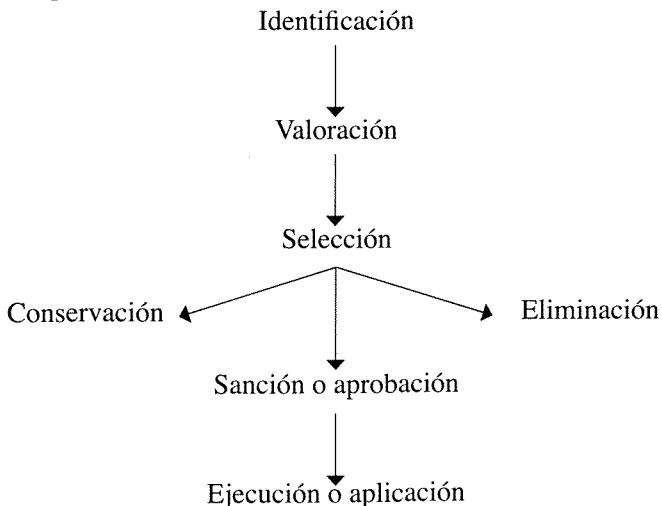 Identificación
Valoración
Selección
Conservación
Eliminación
Sanción o aprobación
Ejecución o aplicación